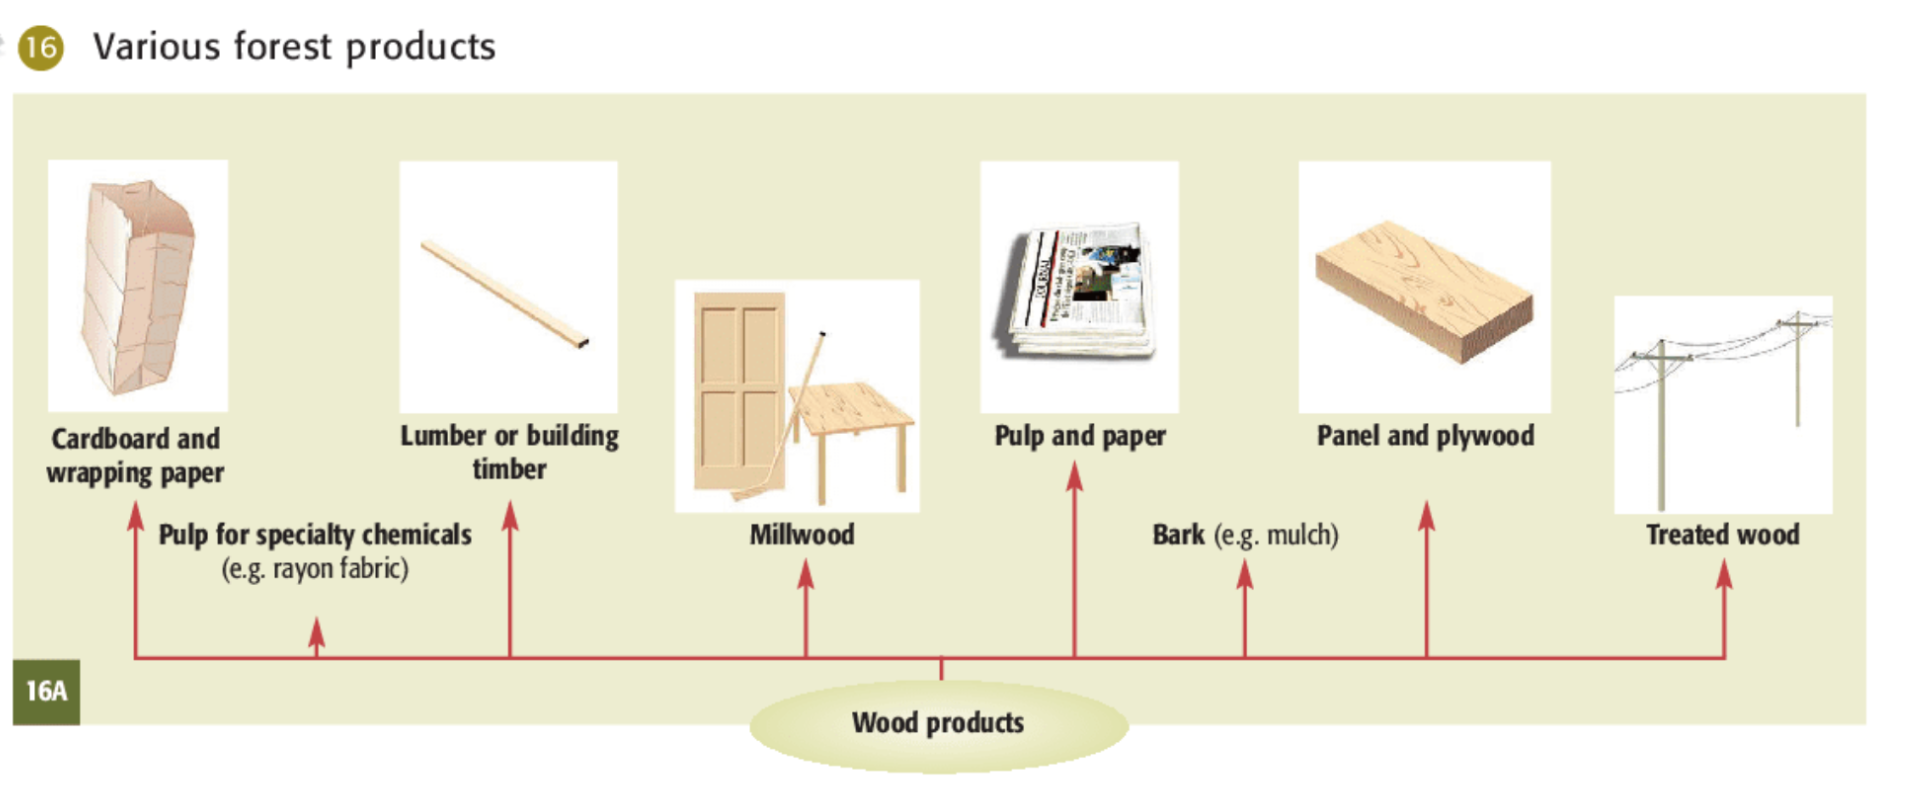 16 Various forest products
JOURNAL
Cardboard and
wrapping paper
Pulp for specialty chemicals
(e.g. rayon fabric)
Lumber or building
timber
Millwood
Pulp and paper
Bark (e.g. mulch)
Panel and plywood
Treated wood
16A
Wood products